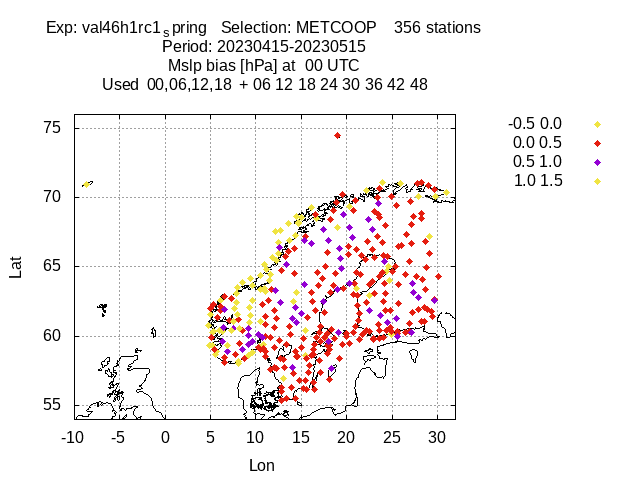 Exp: val46h1rc1spring Selection: METCOOP 356 stations
Period: 20230415-20230515
Mslp bias [hPa] at 00 UTC
Used 00,06,12,18 + 06 12 18 24 30 36 42 48
-0.5 0.0
0.0 0.5
0.5 1.0
1.0 1.5
75
70
65
60
55
Lat
-10 -5 0 5 10 15 20 25 30
Lon